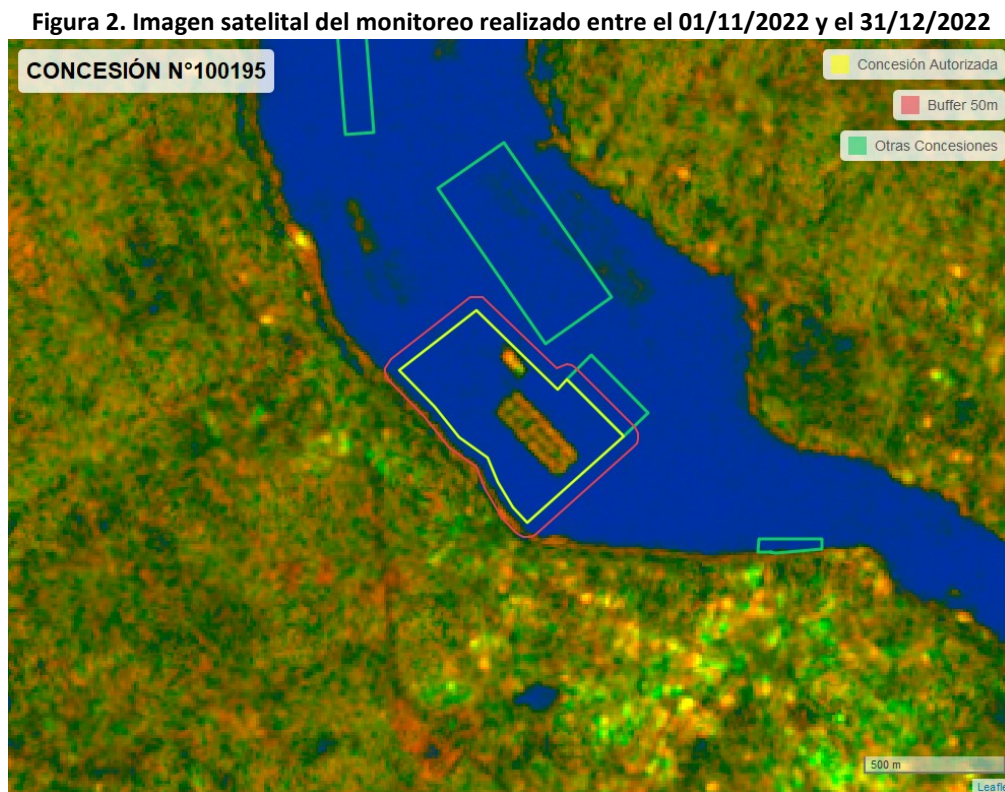 Figura 2. Imagen satelital del monitoreo realizado entre el 01/11/2022 y el 31/12/2022
CONCESIÓN N°100195
Concesión Autorizada
Buffer 50m
Otras Concesiones
500 m
Leafle